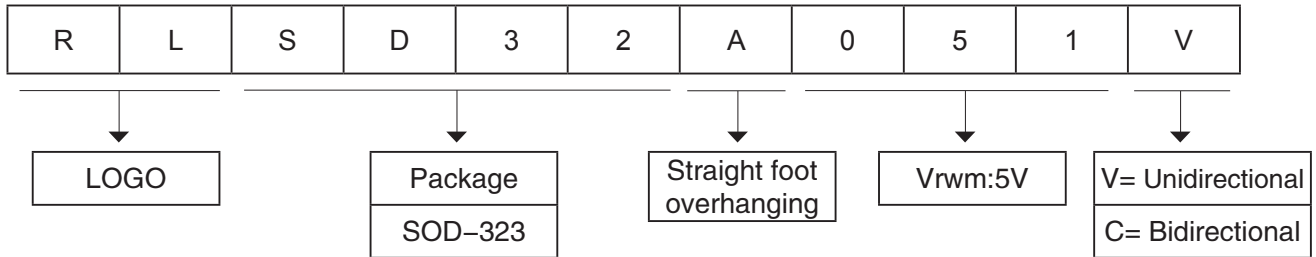 R L S D 3 2 A 0 5 1 V
LOGO
Package
SOD−323
Straight foot
overhanging
Vrwm:5V
V= Unidirectional
C= Bidirectional